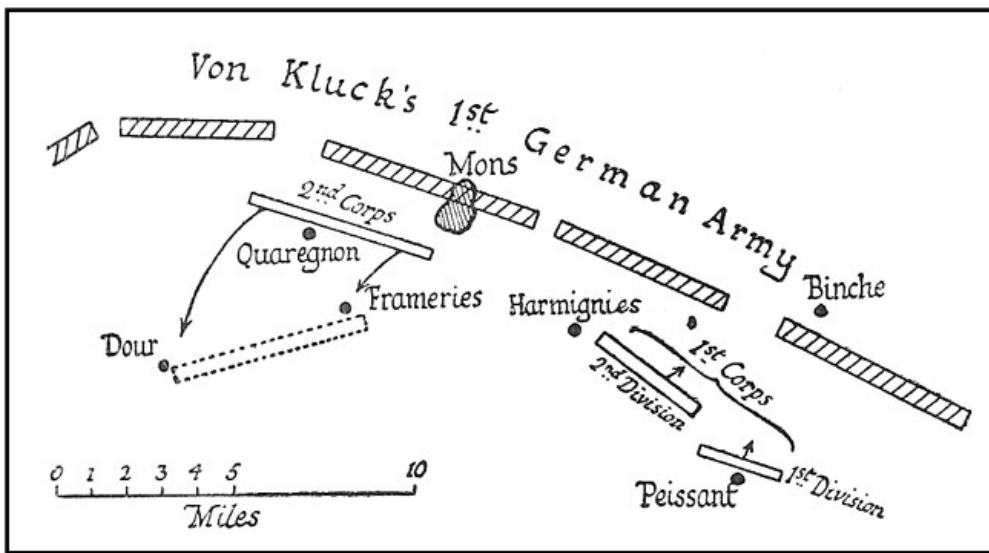 Von Kluck's 1st German Army
Mons
2nd Corps
Quaregnon
Binche
Frameries
Harmignies
Dour
1st Corps
2nd Division
0 1 2 3 4 5 10
Miles
Peissant
1st Division